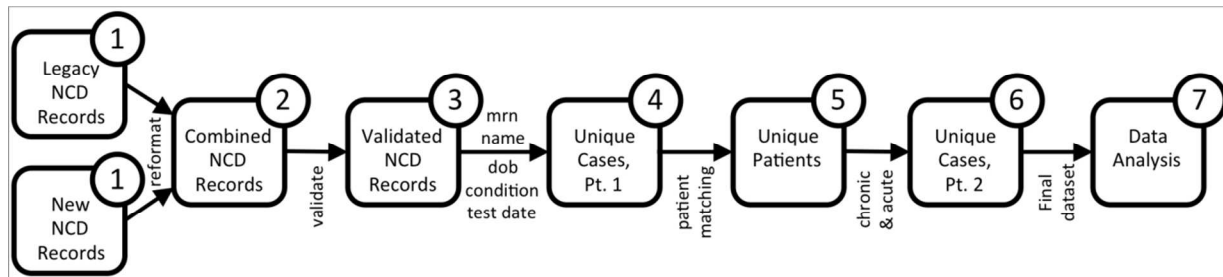 1
Legacy
NCD
Records
1
New
NCD
Records
reformat
2
Combined
NCD
Records
validate
3
Validated
NCD
Records
mrn
name
dob
condition
test date
4
Unique
Cases,
Pt. 1
patient
matching
5
Unique
Patients
chronic
& acute
6
Unique
Cases,
Pt. 2
Final
dataset
7
Data
Analysis